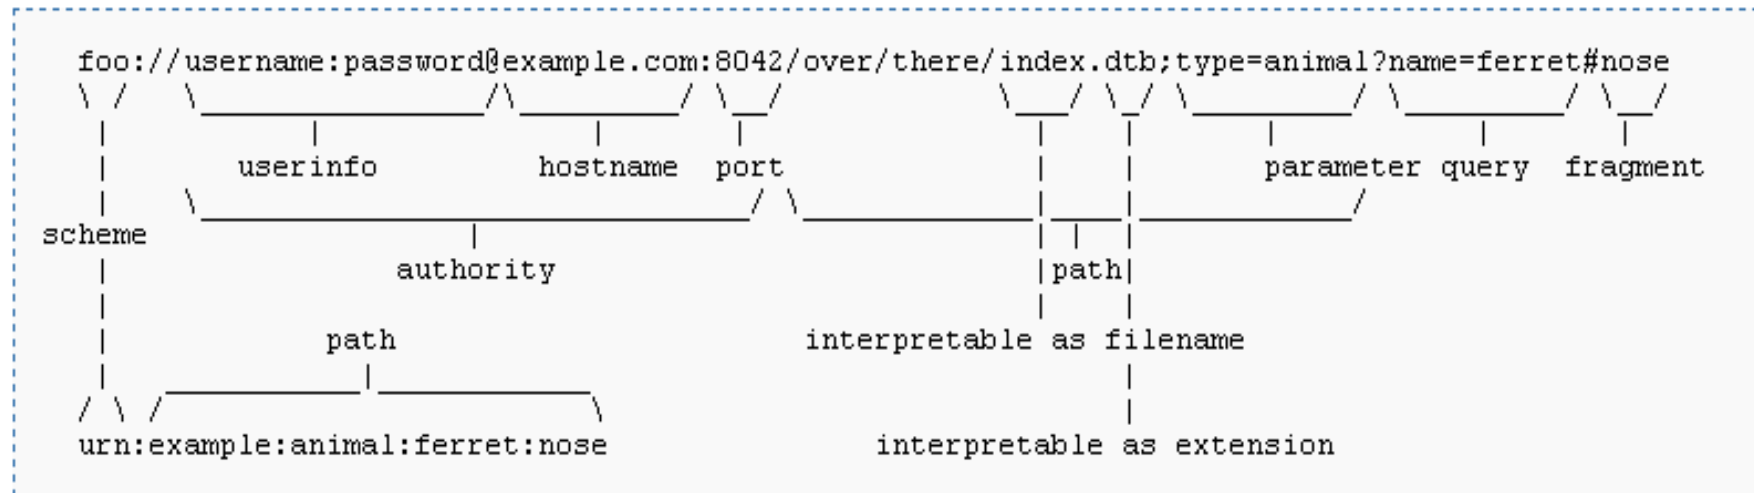 foo://username:password@example.com:8042/over/there/index.dtb;type=animal?name=ferret#nose
userinfo hostname port parameter query fragment
scheme
authority path
path interpretable as filename
urn:example:animal:ferret:nose interpretable as extension